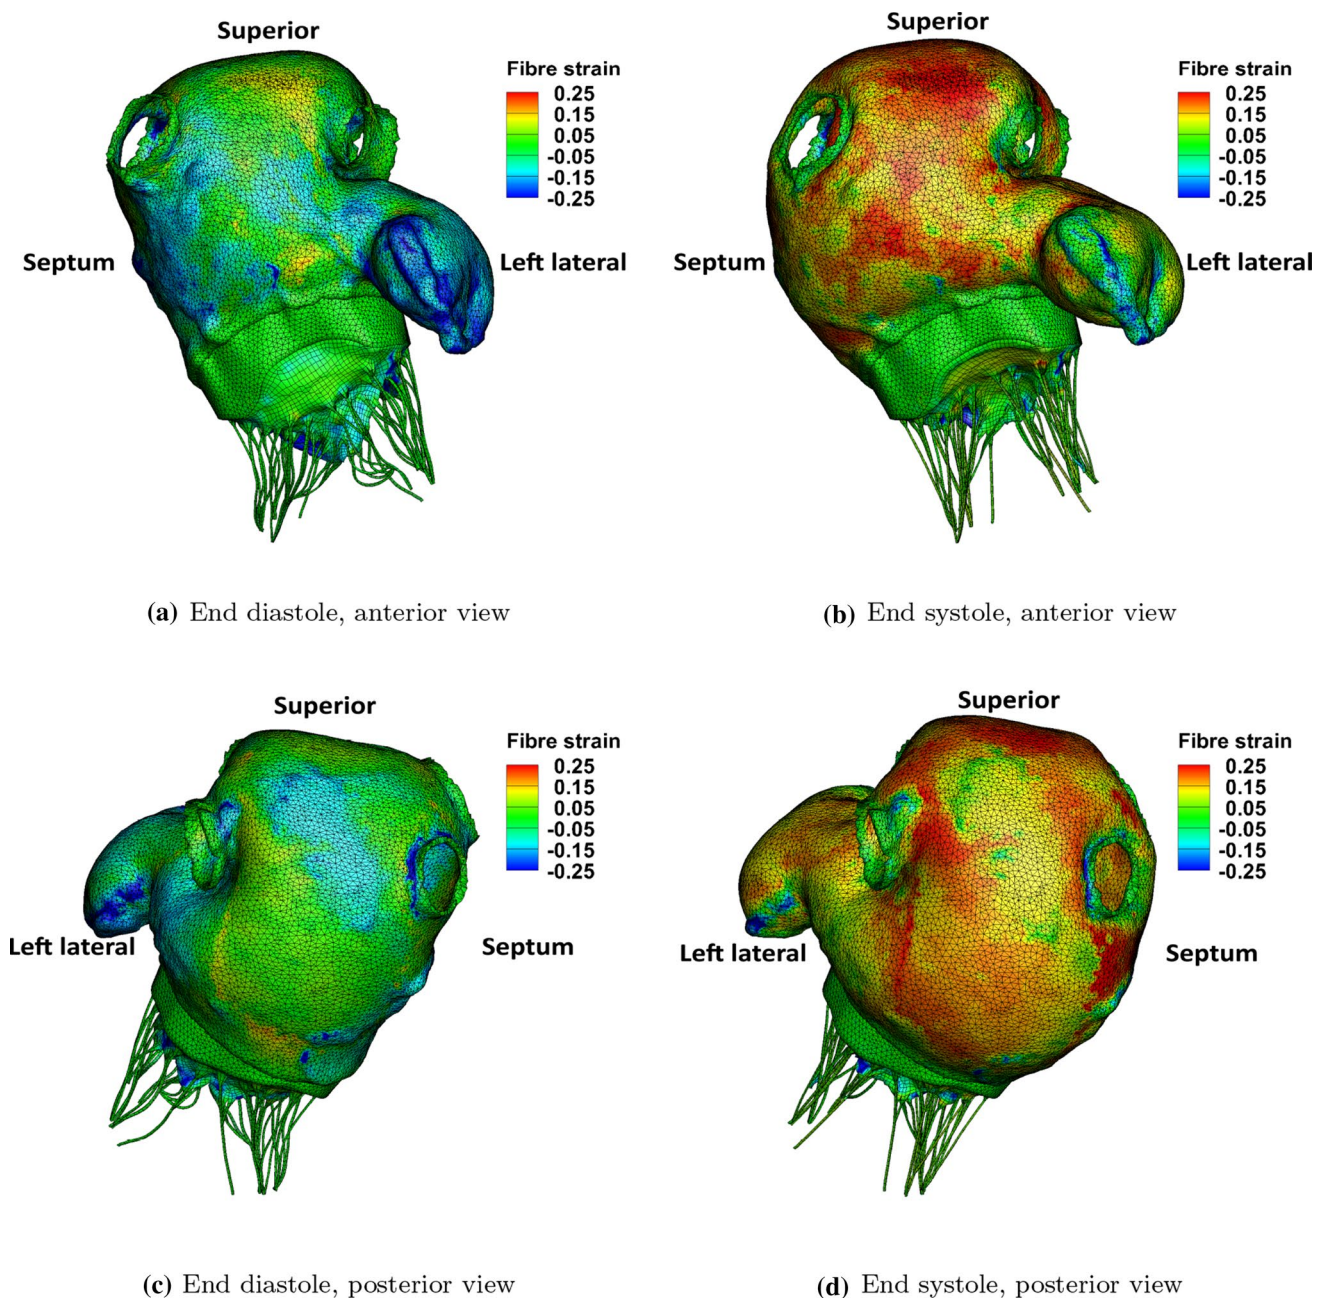 Superior
Fibre strain
0.25
0.15
0.05
-0.05
-0.15
-0.25
Septum
Left lateral
(a) End diastole, anterior view
Superior
Fibre strain
0.25
0.15
0.05
-0.05
-0.15
-0.25
Septum
Left lateral
(b) End systole, anterior view
Superior
Fibre strain
0.25
0.15
0.05
-0.05
-0.15
-0.25
Left lateral
Septum
(c) End diastole, posterior view
Superior
Fibre strain
0.25
0.15
0.05
-0.05
-0.15
-0.25
Left lateral
Septum
(d) End systole, posterior view